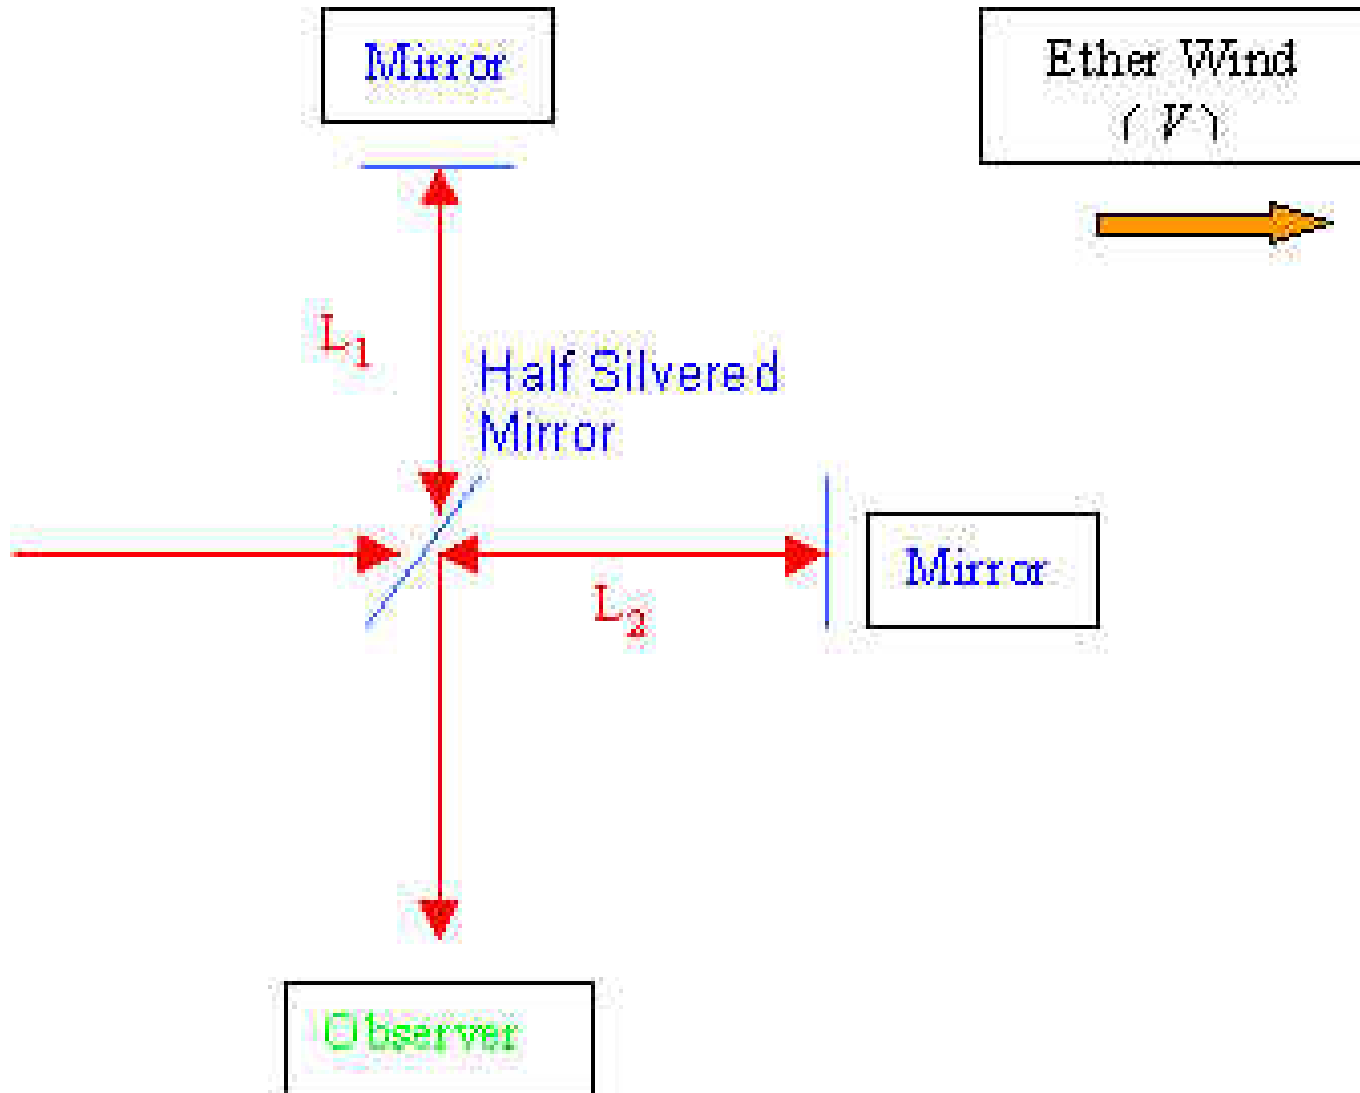 Mirror
Ether Wind
( V )
L1
Half Silvered
Mirror
L2
Mirror
Observer